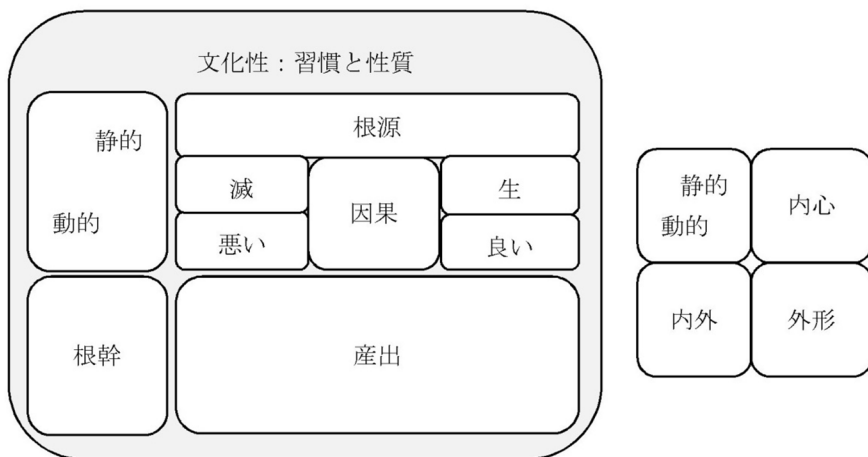 文化性：習慣と性質
静的
動的
根源
滅
因果
生
悪い
良い
根幹
産出
静的
動的
内心
内外
外形